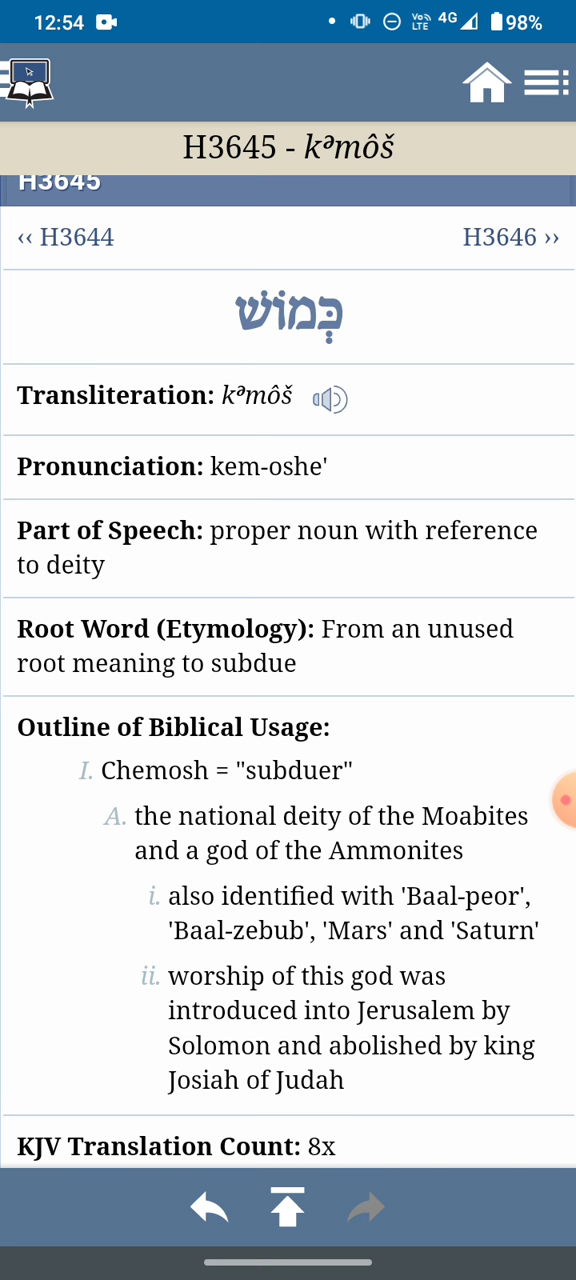 12:54 4G 98%
Vo)) LTE
H3645 - kᵊmôš
H3645
‹‹ H3644 H3646 ››
כְּמוֹשׁ
Transliteration: kᵊmôš
Pronunciation: kem-oshe'
Part of Speech: proper noun with reference
to deity
Root Word (Etymology): From an unused
root meaning to subdue
Outline of Biblical Usage:
I. Chemosh = "subduer"
A. the national deity of the Moabites
and a god of the Ammonites
i. also identified with 'Baal-peor',
'Baal-zebub', 'Mars' and 'Saturn'
ii. worship of this god was
introduced into Jerusalem by
Solomon and abolished by king
Josiah of Judah
KJV Translation Count: 8x